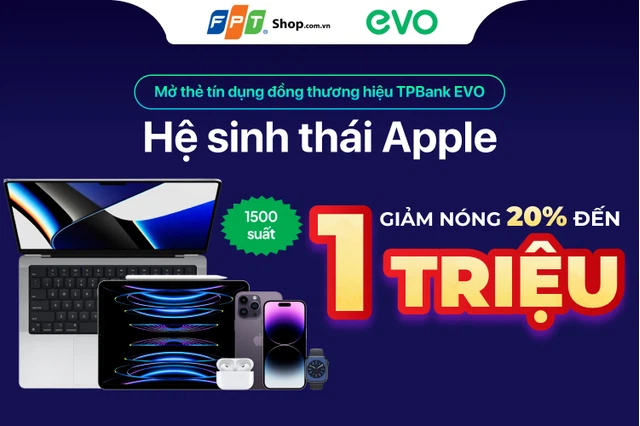 FPT Shop.com.vn evo
Mở thẻ tín dụng đồng thương hiệu TPBank EVO
Hệ sinh thái Apple
1500
suất
GIẢM NÓNG 20% ĐẾN
1 TRIỆU